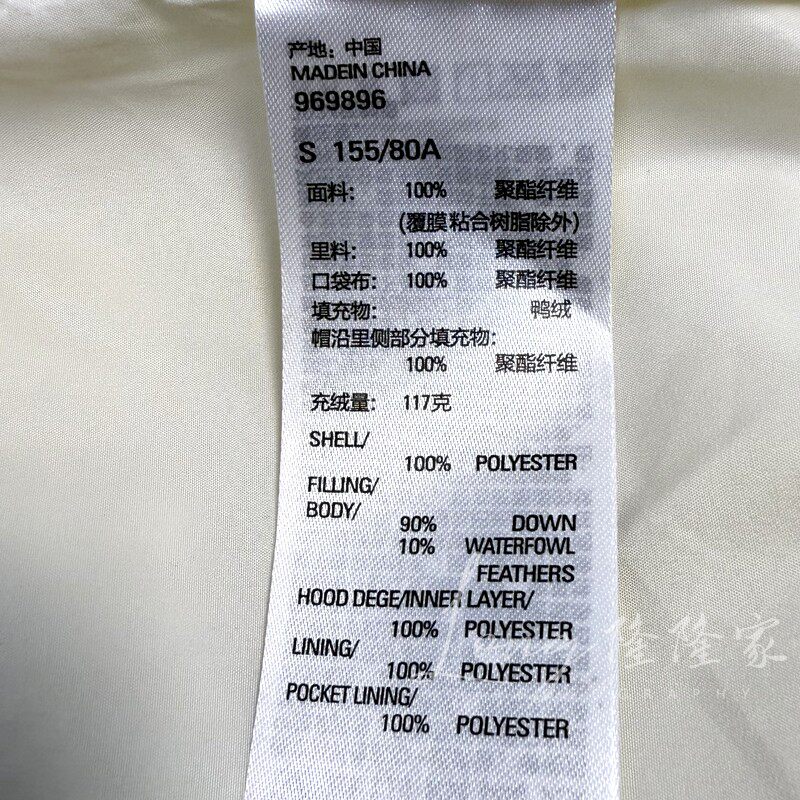 产地：中国
MADEIN CHINA
969896
S 155/80A
面料： 100% 聚酯纤维
(覆膜粘合树脂除外)
里料： 100% 聚酯纤维
口袋布： 100% 聚酯纤维
填充物： 鸭绒
帽沿里侧部分填充物：
100% 聚酯纤维
充绒量： 117克
SHELL/
100% POLYESTER
FILLING/
BODY/
90% DOWN
10% WATERFOWL
FEATHERS
HOOD DEGE/INNER LAYER/
100% POLYESTER
LINING/
100% POLYESTER
POCKET LINING/
100% POLYESTER
隆隆家